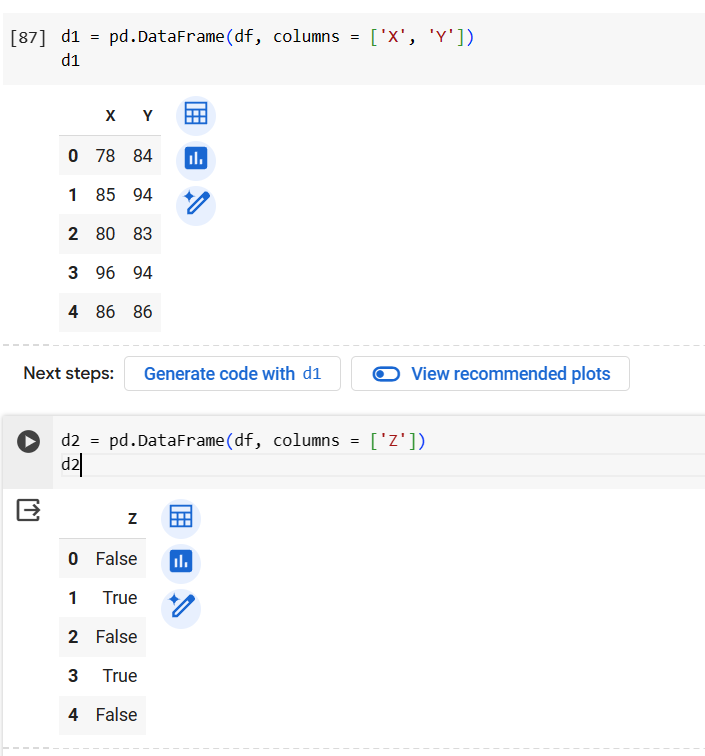 [87] d1 = pd.DataFrame(df, columns = ['X', 'Y'])
d1
X Y
0 78 84
1 85 94
2 80 83
3 96 94
4 86 86
Next steps: Generate code with d1 View recommended plots
d2 = pd.DataFrame(df, columns = ['Z'])
d2
Z
0 False
1 True
2 False
3 True
4 False